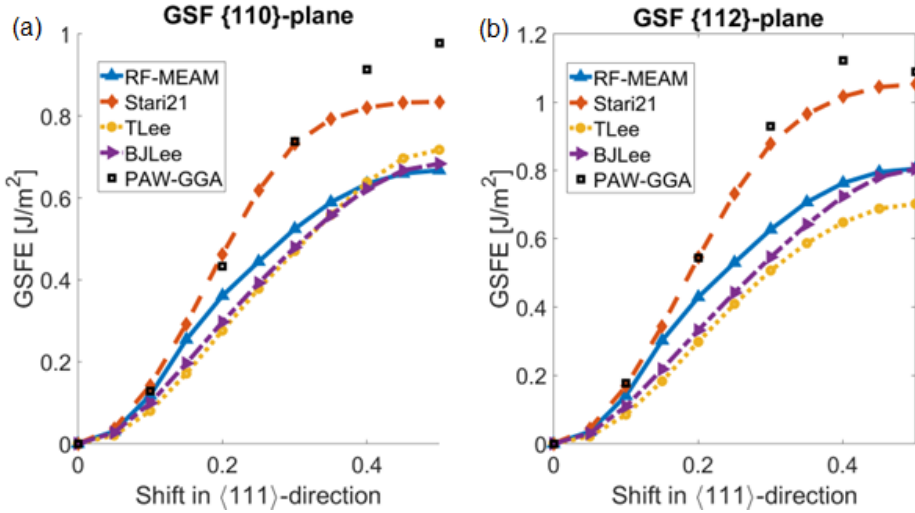 (a)
GSF {110}-plane
GSFE [J/m²]
1
0.8
0.6
0.4
0.2
0
0
0.2
0.4
Shift in ⟨111⟩-direction
RF-MEAM
Stari21
TLee
BJLee
PAW-GGA
(b)
GSF {112}-plane
GSFE [J/m²]
1.2
1
0.8
0.6
0.4
0.2
0
0
0.2
0.4
Shift in ⟨111⟩-direction
RF-MEAM
Stari21
TLee
BJLee
PAW-GGA